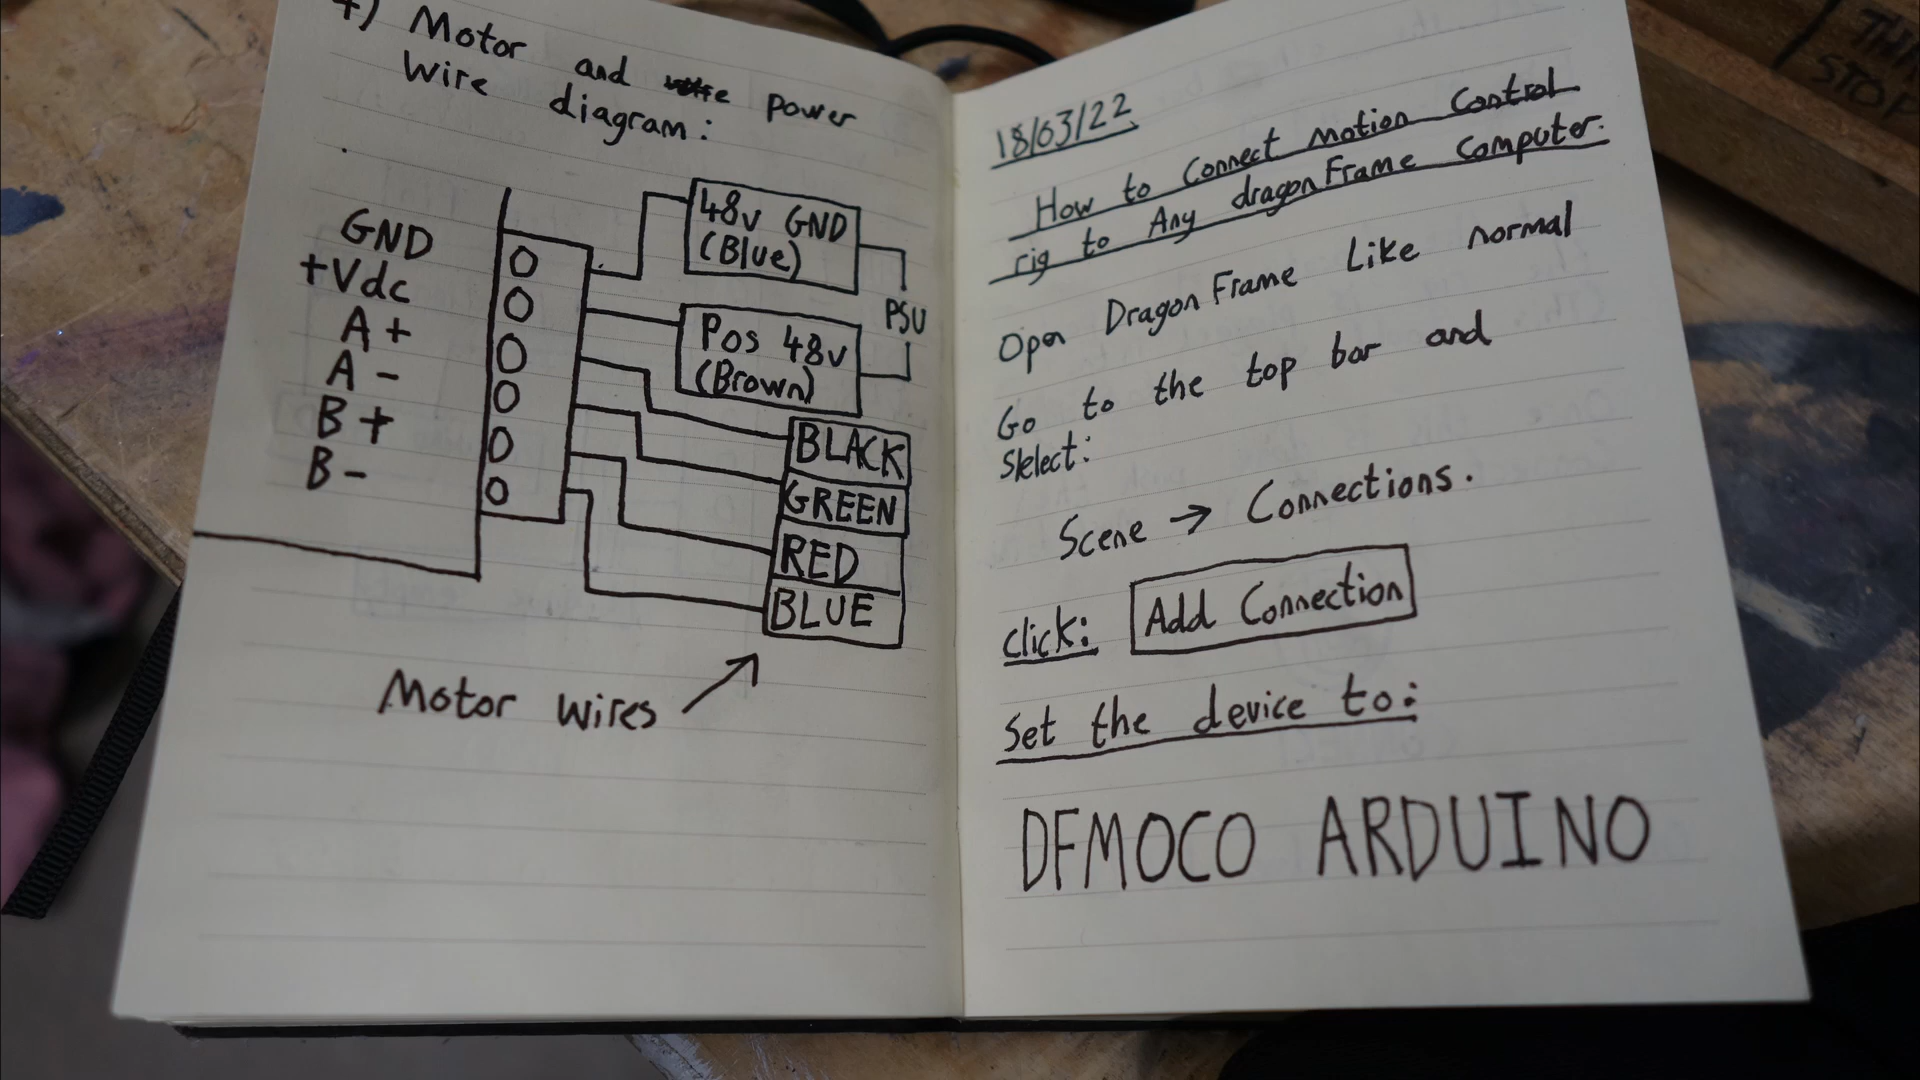 4) Motor and power
Wire diagram:
GND
+Vdc
A+
A-
B+
B-
48v GND
(Blue)
Pos 48v
(Brown)
PSU
BLACK
GREEN
RED
BLUE
Motor wires
18/03/22
How to Connect Motion Control
rig to Any dragonFrame Computer.
Open DragonFrame Like normal
Go to the top bar and
Select:
Scene → Connections.
click: Add Connection
Set the device to:
DFMOCO ARDUINO
STOP